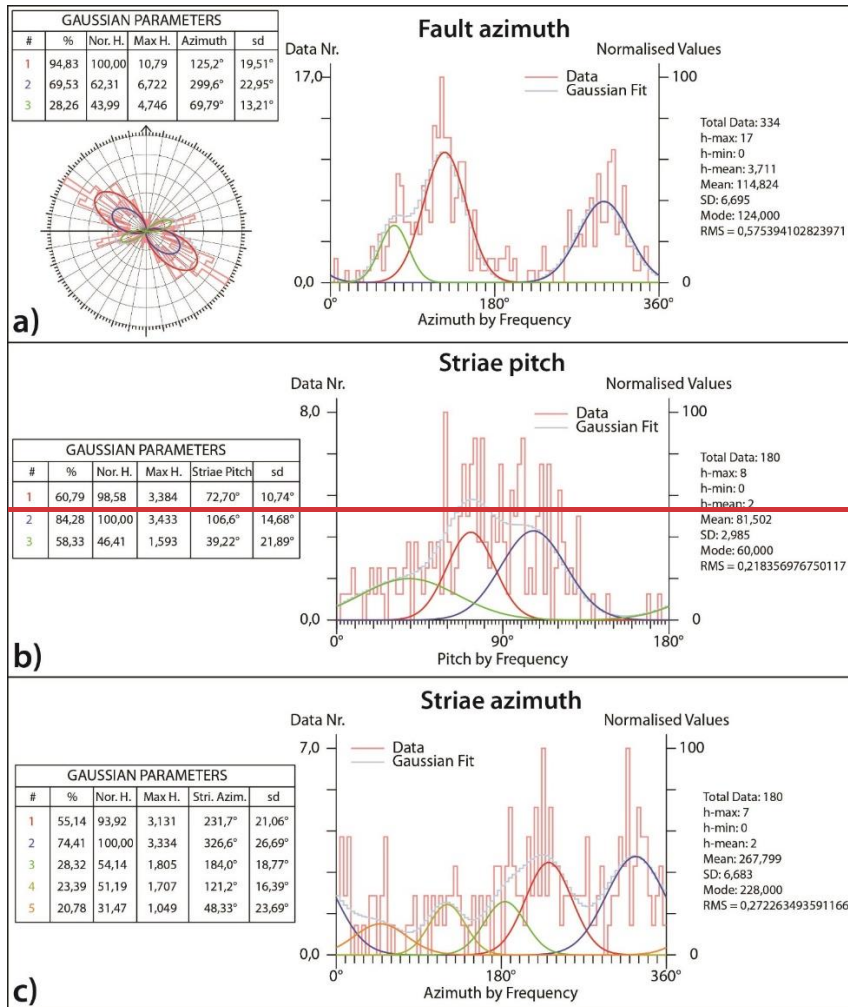 GAUSSIAN PARAMETERS
# % Nor. H. Max H. Azimuth sd
1 94,83 100,00 10,79 125,2° 19,51°
2 69,53 62,31 6,722 299,6° 22,95°
3 28,26 43,99 4,746 69,79° 13,21°
a)
Fault azimuth
Data Nr.
Normalised Values
17,0
100
Data
Gaussian Fit
0,0
0
0° 180° 360°
Azimuth by Frequency
Total Data: 334
h-max: 17
h-min: 0
h-mean: 3,711
Mean: 114,824
SD: 6,695
Mode: 124,000
RMS = 0,575394102823971
Striae pitch
Data Nr.
Normalised Values
8,0
100
Data
Gaussian Fit
GAUSSIAN PARAMETERS
# % Nor. H. Max H. Striae Pitch sd
1 60,79 98,58 3,384 72,70° 10,74°
2 84,28 100,00 3,433 106,6° 14,68°
3 58,33 46,41 1,593 39,22° 21,89°
0,0
0
0° 90° 180°
Pitch by Frequency
Total Data: 180
h-max: 8
h-min: 0
h-mean: 2
Mean: 81,502
SD: 2,985
Mode: 60,000
RMS = 0,218356976750117
b)
Striae azimuth
Data Nr.
Normalised Values
7,0
100
Data
Gaussian Fit
GAUSSIAN PARAMETERS
# % Nor. H. Max H. Stri. Azim. sd
1 55,14 93,92 3,131 231,7° 21,06°
2 74,41 100,00 3,334 326,6° 26,69°
3 28,32 54,14 1,805 184,0° 18,77°
4 23,39 51,19 1,707 121,2° 16,39°
5 20,78 31,47 1,049 48,33° 23,69°
0,0
0
0° 180° 360°
Azimuth by Frequency
Total Data: 180
h-max: 7
h-min: 0
h-mean: 2
Mean: 267,799
SD: 6,683
Mode: 228,000
RMS = 0,272263493591166
c)